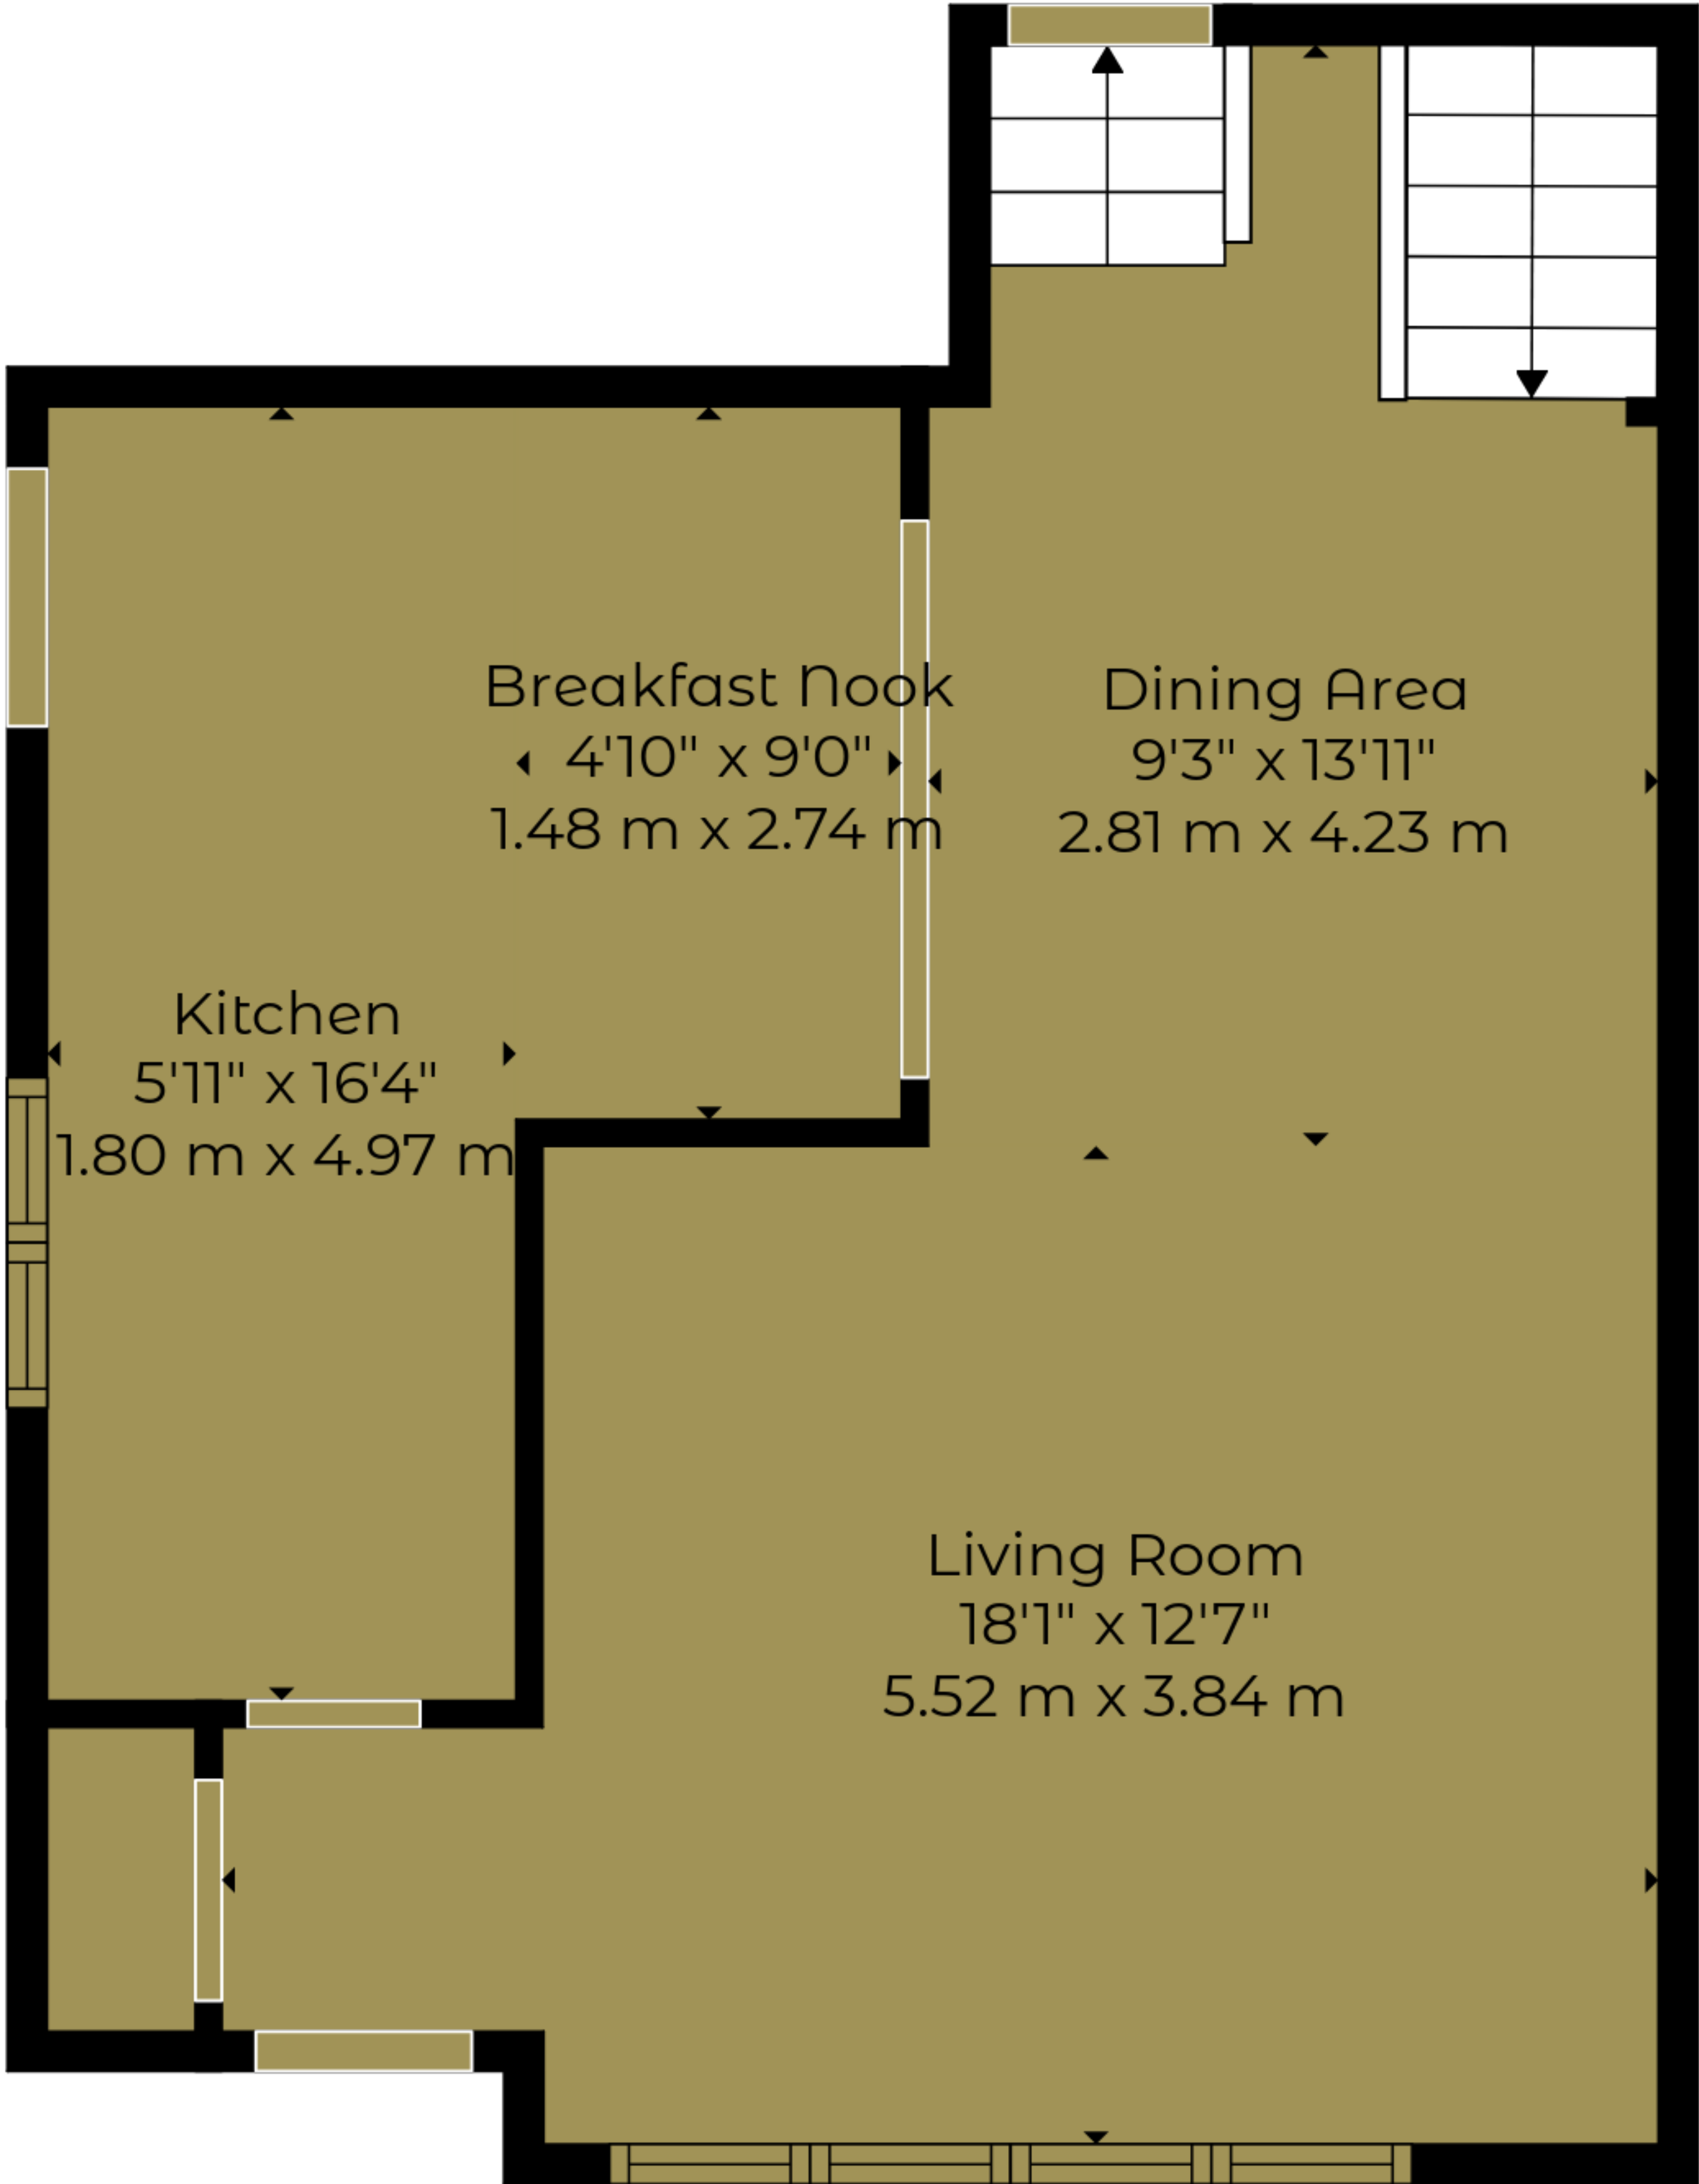 Breakfast Nook
4'10" x 9'0"
1.48 m x 2.74 m
Dining Area
9'3" x 13'11"
2.81 m x 4.23 m
Kitchen
5'11" x 16'4"
1.80 m x 4.97 m
Living Room
18'1" x 12'7"
5.52 m x 3.84 m